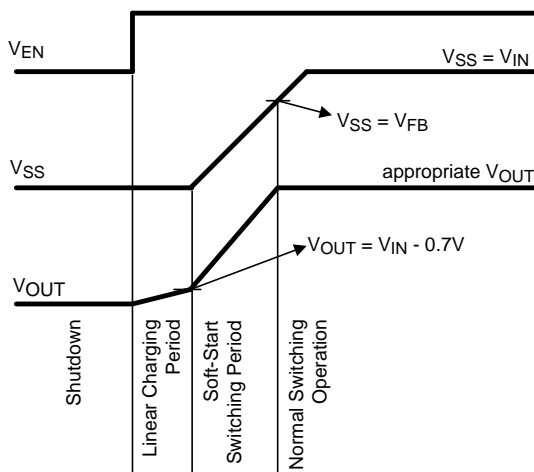 VEN
VSS = VIN
VSS = VFB
VSS
appropriate VOUT
VOUT = VIN - 0.7V
VOUT
Shutdown
Linear Charging
Period
Soft-Start
Switching Period
Normal Switching
Operation